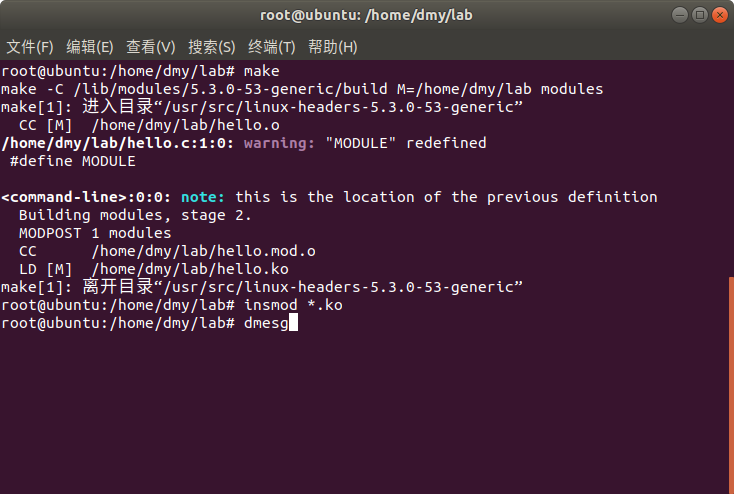 root@ubuntu: /home/dmy/lab
文件(F) 编辑(E) 查看(V) 搜索(S) 终端(T) 帮助(H)
root@ubuntu:/home/dmy/lab# make
make -C /lib/modules/5.3.0-53-generic/build M=/home/dmy/lab modules
make[1]: 进入目录“/usr/src/linux-headers-5.3.0-53-generic”
  CC [M]  /home/dmy/lab/hello.o
/home/dmy/lab/hello.c:1:0: warning: "MODULE" redefined
 #define MODULE
<command-line>:0:0: note: this is the location of the previous definition
  Building modules, stage 2.
  MODPOST 1 modules
  CC      /home/dmy/lab/hello.mod.o
  LD [M]  /home/dmy/lab/hello.ko
make[1]: 离开目录“/usr/src/linux-headers-5.3.0-53-generic”
root@ubuntu:/home/dmy/lab# insmod *.ko
root@ubuntu:/home/dmy/lab# dmesg